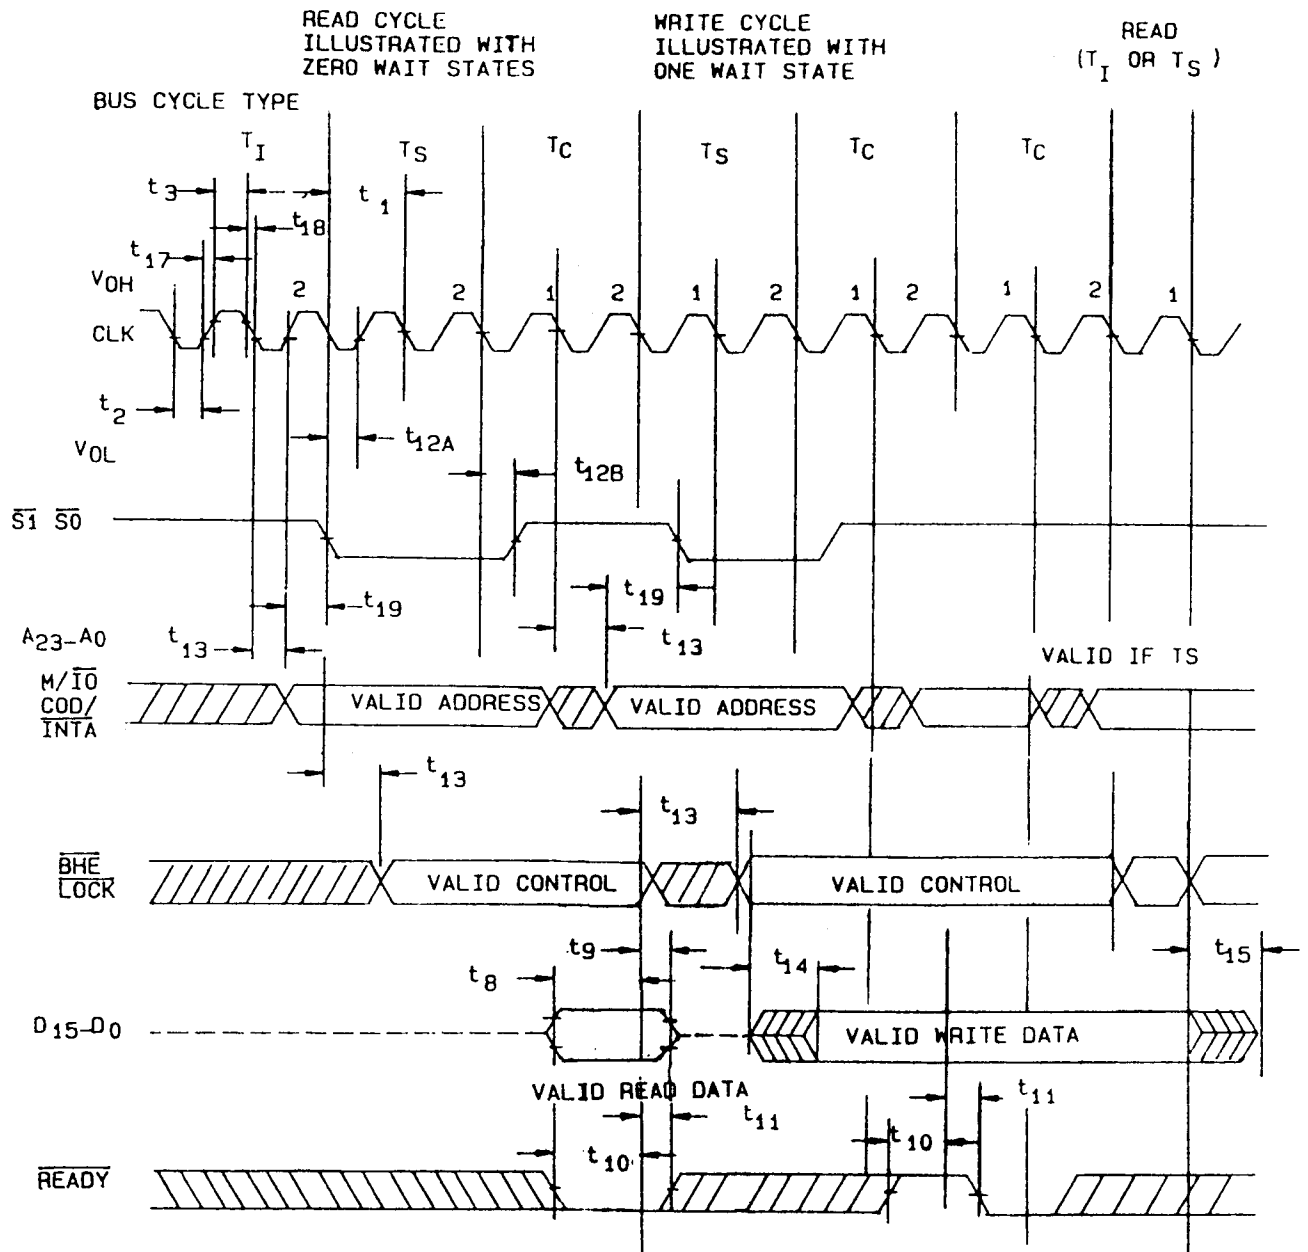 READ CYCLE
ILLUSTRATED WITH
ZERO WAIT STATES
WRITE CYCLE
ILLUSTRATED WITH
ONE WAIT STATE
READ
(TI OR TS)
BUS CYCLE TYPE
TI TS TC TS TC TC
t3 t1
t18
t17
VOH
2 2 1 2 1 2 1 2 1 2 1
CLK
t2
t12A
VOL
t12B
S1 S0
t19 t19
A23-A0
t13 t13
VALID IF TS
M/IO
COD/
INTA
VALID ADDRESS VALID ADDRESS
t13 t13
BHE
LOCK
VALID CONTROL VALID CONTROL
t9
t8 t14 t15
D15-D0
VALID WRITE DATA
VALID READ DATA
t11 t11
t10 t10
READY